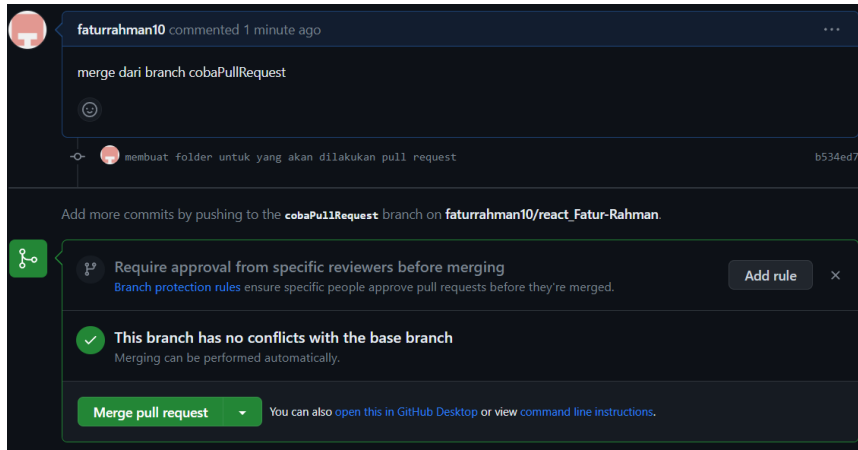 faturrahman10 commented 1 minute ago
merge dari branch cobaPullRequest
membuat folder untuk yang akan dilakukan pull request b534ed7
Add more commits by pushing to the cobaPullRequest branch on faturrahman10/react_Fatur-Rahman.
Require approval from specific reviewers before merging
Branch protection rules ensure specific people approve pull requests before they're merged.
Add rule
This branch has no conflicts with the base branch
Merging can be performed automatically.
Merge pull request You can also open this in GitHub Desktop or view command line instructions.